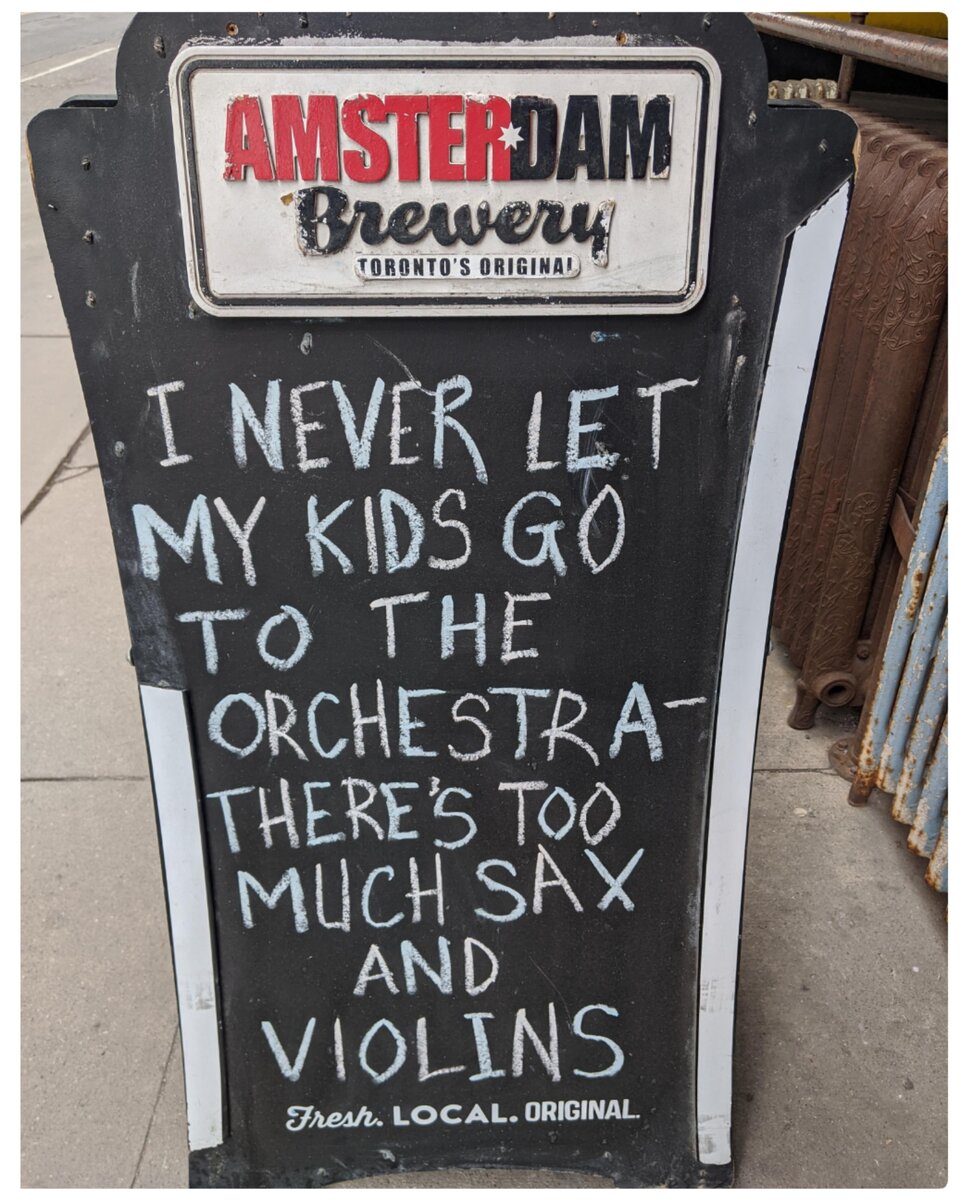 AMSTERDAM
Brewery
TORONTO'S ORIGINAL
I NEVER LET
MY KIDS GO
TO THE
ORCHESTRA-
THERE'S TOO
MUCH SAX
AND
VIOLINS
Fresh. LOCAL. ORIGINAL.